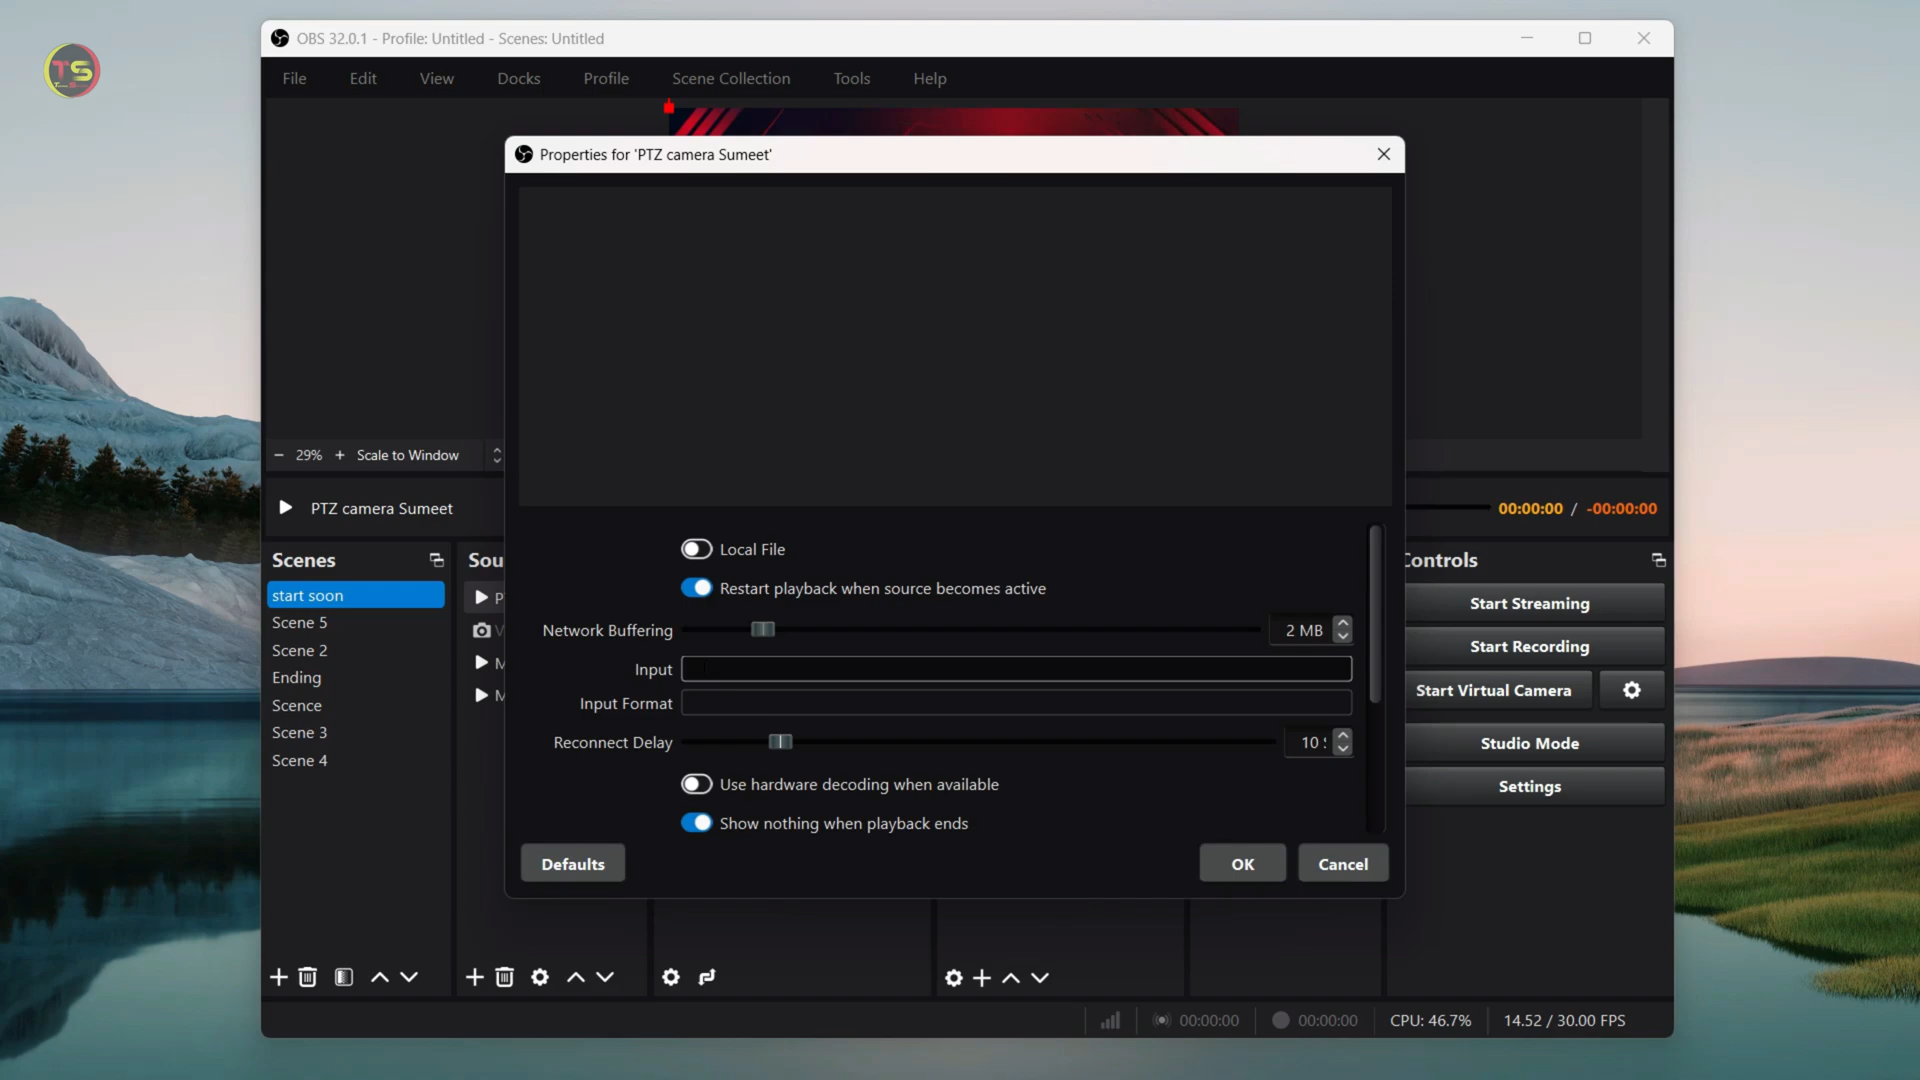 TS
OBS 32.0.1 - Profile: Untitled - Scenes: Untitled
File Edit View Docks Profile Scene Collection Tools Help
Properties for 'PTZ camera Sumeet'
29% Scale to Window
PTZ camera Sumeet
00:00:00 / -00:00:00
Scenes
start soon
Scene 5
Scene 2
Ending
Scence
Scene 3
Scene 4
Sou
P
V
M
M
Local File
Restart playback when source becomes active
Network Buffering 2 MB
Input
Input Format
Reconnect Delay 10
Use hardware decoding when available
Show nothing when playback ends
Defaults OK Cancel
Controls
Start Streaming
Start Recording
Start Virtual Camera
Studio Mode
Settings
00:00:00 00:00:00 CPU: 46.7% 14.52 / 30.00 FPS